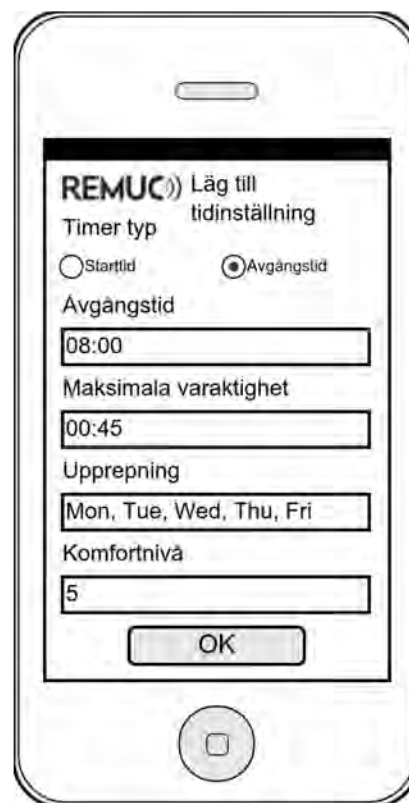 REMUC Läg till
tidinställning
Timer typ
Starttid Avgångstid
Avgångstid
08:00
Maksimala varaktighet
00:45
Upprepning
Mon, Tue, Wed, Thu, Fri
Komfortnivå
5
OK